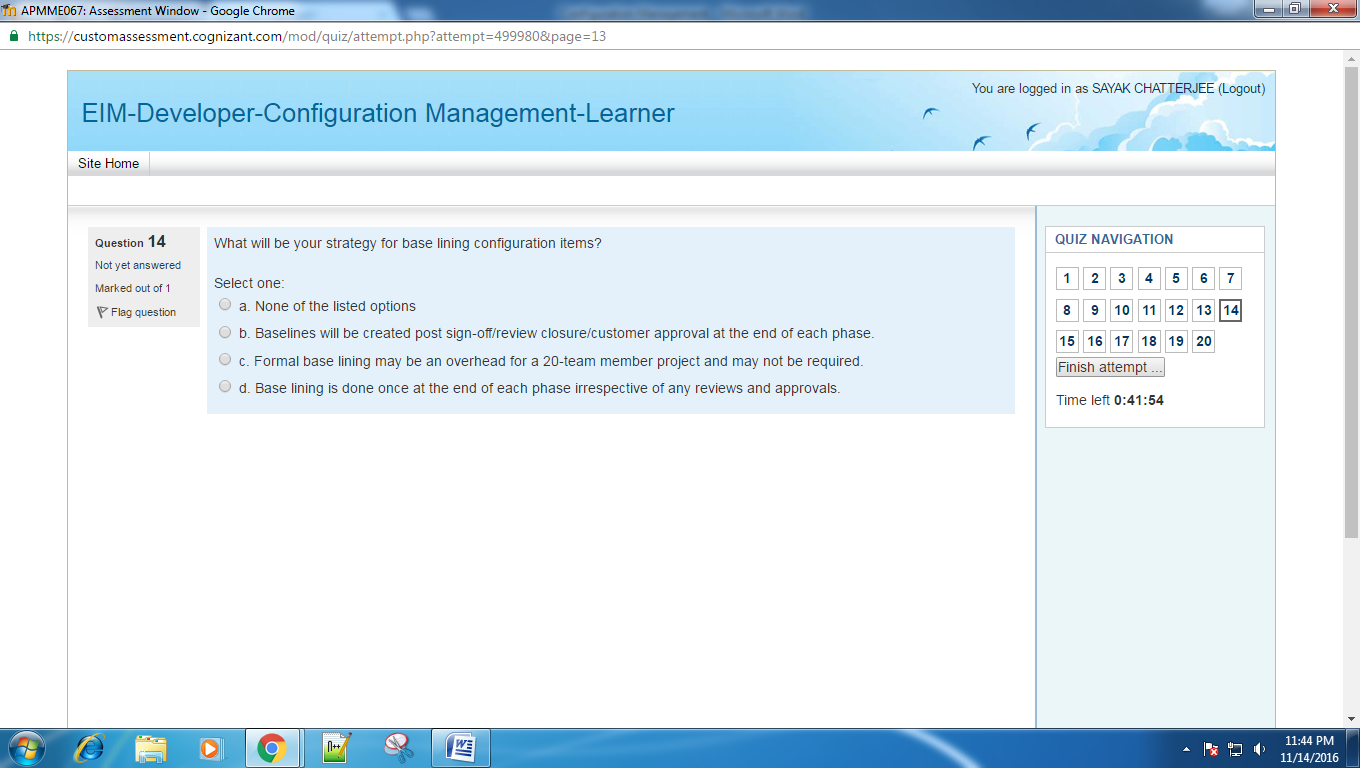 APMME067: Assessment Window - Google Chrome
https://customassessment.cognizant.com/mod/quiz/attempt.php?attempt=499980&page=13
You are logged in as SAYAK CHATTERJEE (Logout)
EIM-Developer-Configuration Management-Learner
Site Home
Question 14
Not yet answered
Marked out of 1
Flag question
What will be your strategy for base lining configuration items?
Select one:
a. None of the listed options
b. Baselines will be created post sign-off/review closure/customer approval at the end of each phase.
c. Formal base lining may be an overhead for a 20-team member project and may not be required.
d. Base lining is done once at the end of each phase irrespective of any reviews and approvals.
QUIZ NAVIGATION
1 2 3 4 5 6 7
8 9 10 11 12 13 14
15 16 17 18 19 20
Finish attempt ...
Time left 0:41:54
11:44 PM
11/14/2016